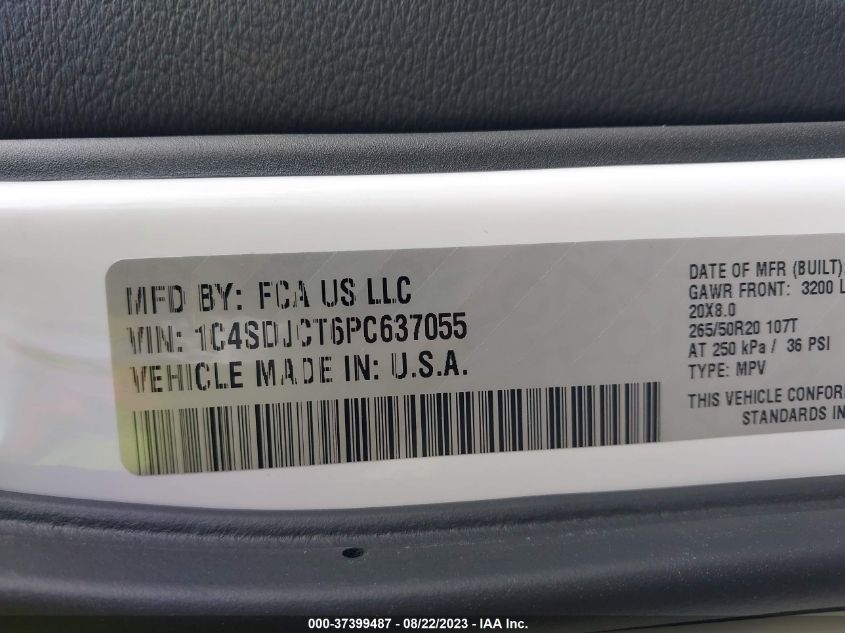 MFD BY: FCA US LLC
VIN: 1C4SDJCT6PC637055
VEHICLE MADE IN: U.S.A.
DATE OF MFR (BUILT):
GAWR FRONT: 3200 L
20X8.0
265/50R20 107T
AT 250 kPa / 36 PSI
TYPE: MPV
THIS VEHICLE CONFOR
STANDARDS IN
000-37399487 - 08/22/2023 - © IAA Inc.